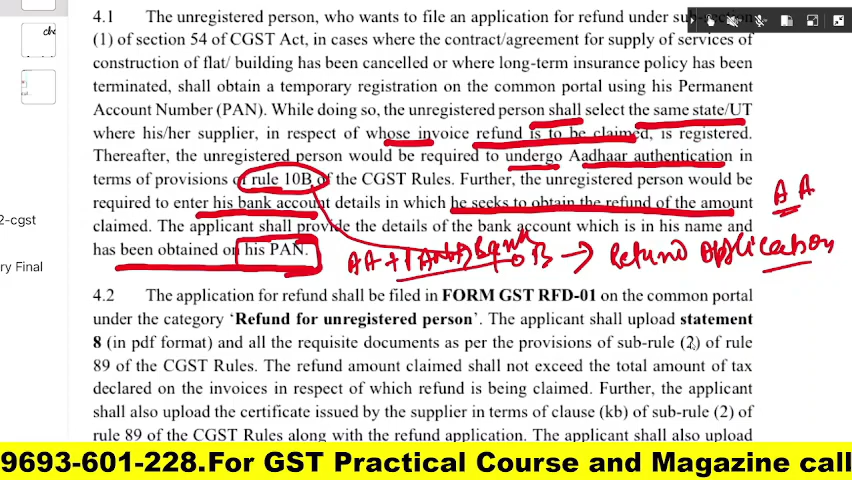 4.1 The unregistered person, who wants to file an application for refund under sub-section
(1) of section 54 of CGST Act, in cases where the contract/agreement for supply of services of
construction of flat/ building has been cancelled or where long-term insurance policy has been
terminated, shall obtain a temporary registration on the common portal using his Permanent
Account Number (PAN). While doing so, the unregistered person shall select the same state/UT
where his/her supplier, in respect of whose invoice refund is to be claimed, is registered.
Thereafter, the unregistered person would be required to undergo Aadhaar authentication in
terms of provisions of rule 10B of the CGST Rules. Further, the unregistered person would be
required to enter his bank account details in which he seeks to obtain the refund of the amount
A A
2-cgst
claimed. The applicant shall provide the details of the bank account which is in his name and
has been obtained on his PAN.
AA + PAN Bank → Refund application
ry Final
4.2 The application for refund shall be filed in FORM GST RFD-01 on the common portal
under the category ‘Refund for unregistered person’. The applicant shall upload statement
8 (in pdf format) and all the requisite documents as per the provisions of sub-rule (2) of rule
89 of the CGST Rules. The refund amount claimed shall not exceed the total amount of tax
declared on the invoices in respect of which refund is being claimed. Further, the applicant
shall also upload the certificate issued by the supplier in terms of clause (kb) of sub-rule (2) of
rule 89 of the CGST Rules along with the refund application. The applicant shall also upload
9693-601-228.For GST Practical Course and Magazine call